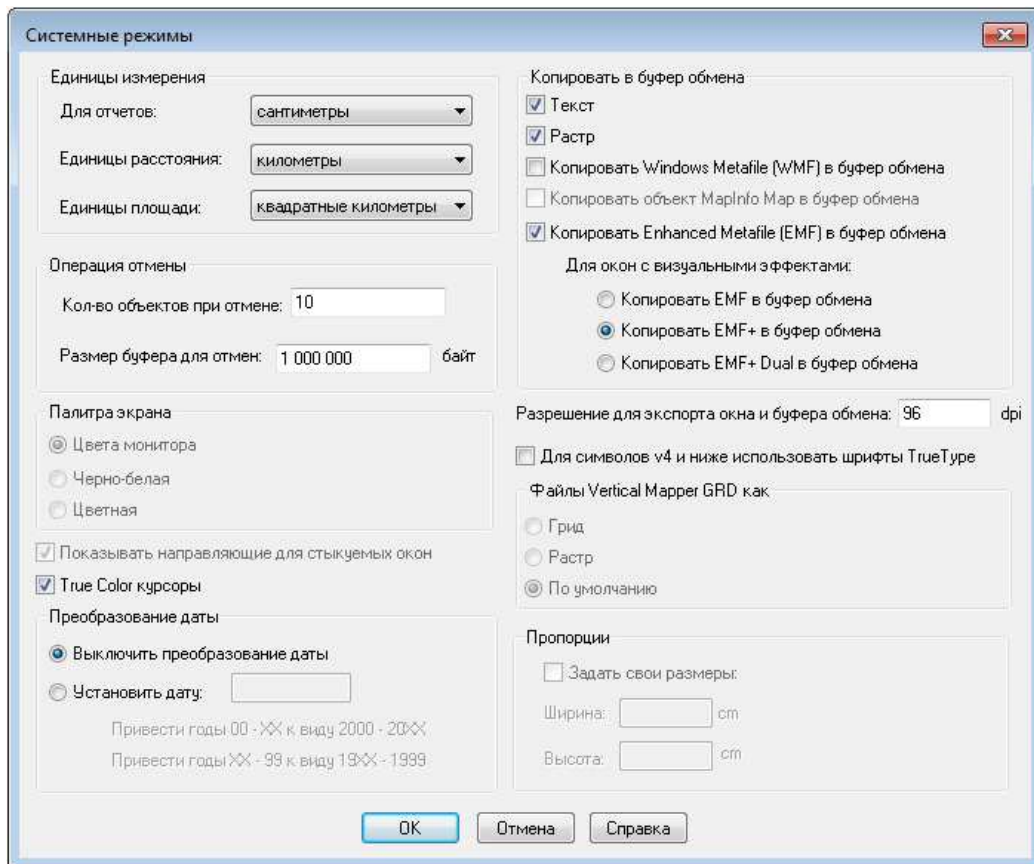 Системные режимы
Единицы измерения
Для отчетов: сантиметры
Единицы расстояния: километры
Единицы площади: квадратные километры
Операция отмены
Кол-во объектов при отмене: 10
Размер буфера для отмен: 1 000 000 байт
Палитра экрана
Цвета монитора
Черно-белая
Цветная
Показывать направляющие для стыкуемых окон
True Color курсоры
Преобразование даты
Выключить преобразование даты
Установить дату:
Привести годы 00 - XX к виду 2000 - 20XX
Привести годы XX - 99 к виду 19XX - 1999
Копировать в буфер обмена
Текст
Растр
Копировать Windows Metafile (WMF) в буфер обмена
Копировать объект MapInfo Map в буфер обмена
Копировать Enhanced Metafile (EMF) в буфер обмена
Для окон с визуальными эффектами:
Копировать EMF в буфер обмена
Копировать EMF+ в буфер обмена
Копировать EMF+ Dual в буфер обмена
Разрешение для экспорта окна и буфера обмена: 96 dpi
Для символов v4 и ниже использовать шрифты TrueType
Файлы Vertical Mapper GRD как
Грид
Растр
По умолчанию
Пропорции
Задать свои размеры:
Ширина: cm
Высота: cm
OK Отмена Справка